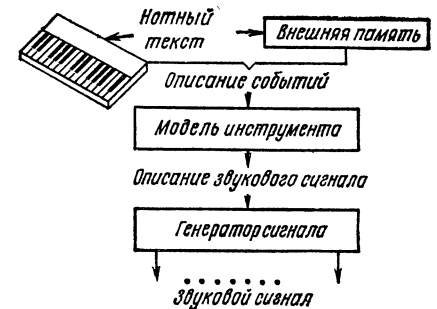 Нотный
текст
Внешняя память
Описание событий
Модель инструмента
Описание звукового сигнала
Генератор сигнала
Звуковой сигнал